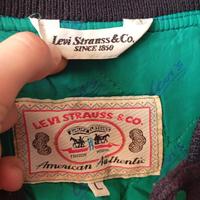 Levi Strauss & Co.
SINCE 1850
LEVI STRAUSS & CO.
American Authentic
L